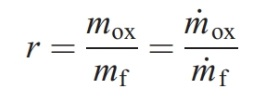 r = m_ox / m_f = ṁ_ox / ṁ_f